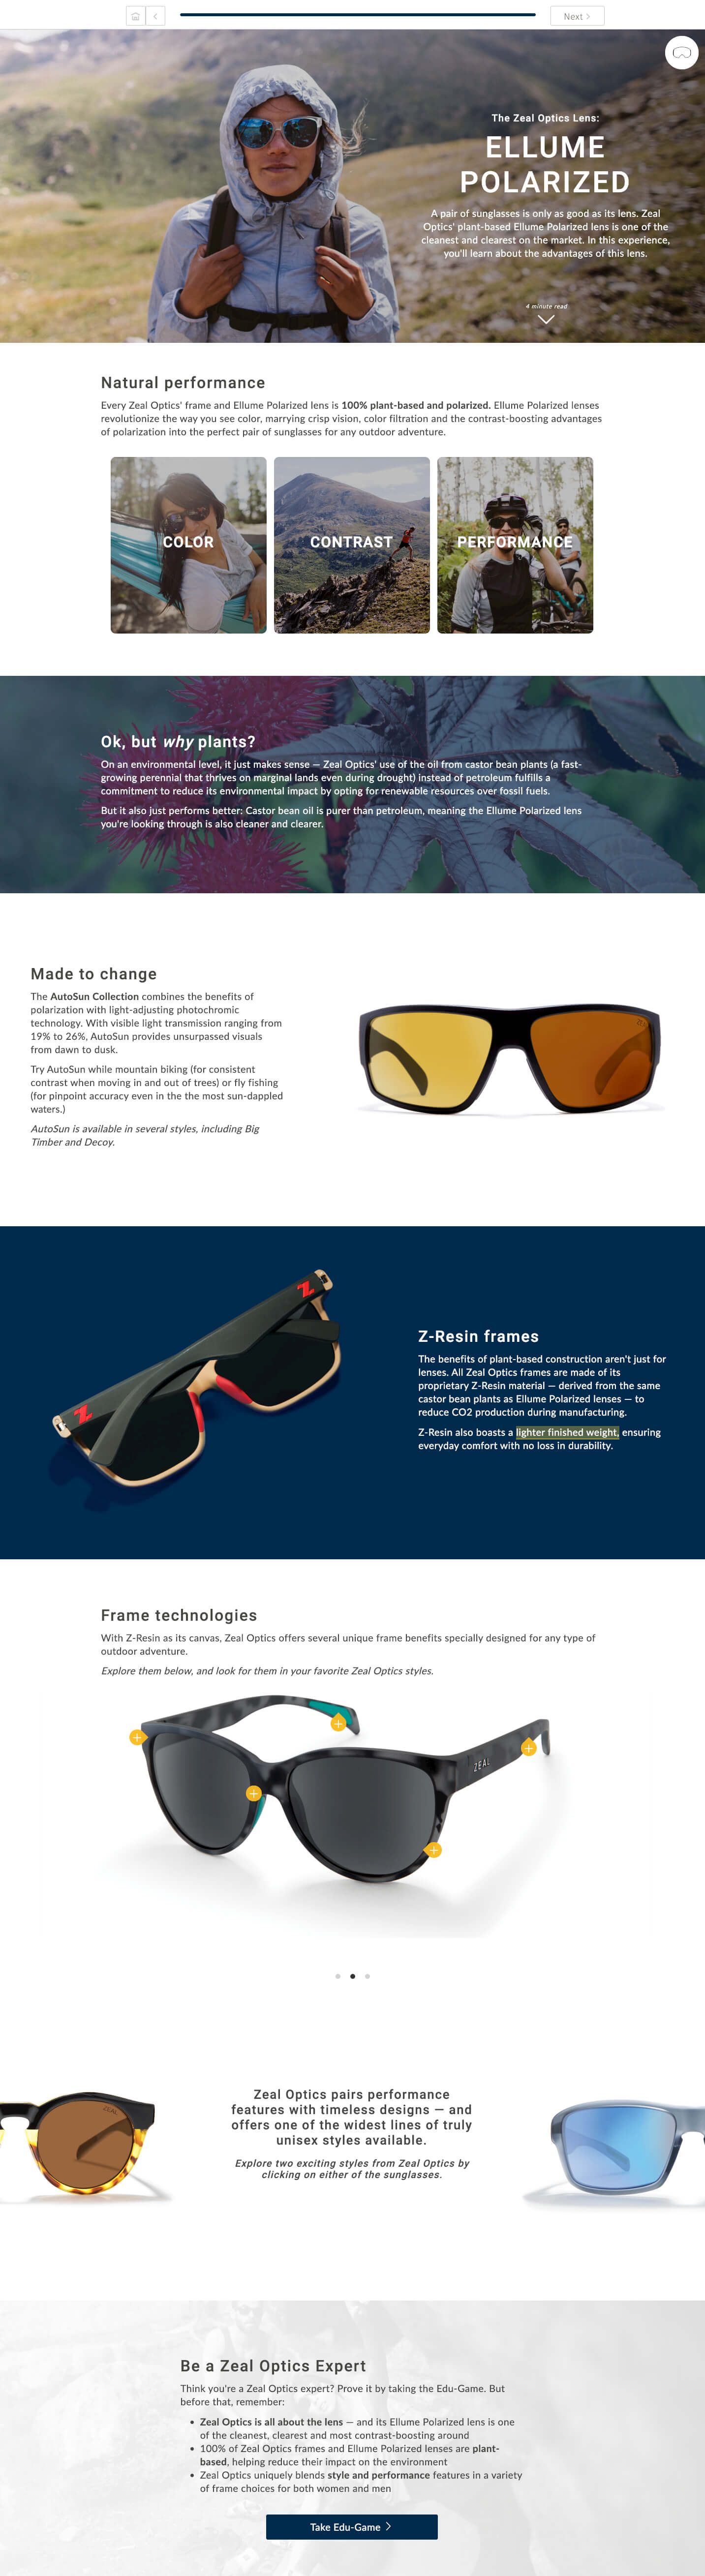 Next
The Zeal Optics Lens:
ELLUME
POLARIZED
A pair of sunglasses is only as good as its lens. Zeal
Optics' plant-based Ellume Polarized lens is one of the
cleanest and clearest on the market. In this experience,
you'll learn about the advantages of this lens.
4 minute read
Natural performance
Every Zeal Optics' frame and Ellume Polarized lens is 100% plant-based and polarized. Ellume Polarized lenses
revolutionize the way you see color, marrying crisp vision, color filtration and the contrast-boosting advantages
of polarization into the perfect pair of sunglasses for any outdoor adventure.
COLOR
CONTRAST
PERFORMANCE
Ok, but why plants?
On an environmental level, it just makes sense — Zeal Optics' use of the oil from castor bean plants (a fast-
growing perennial that thrives on marginal lands even during drought) instead of petroleum fulfills a
commitment to reduce its environmental impact by opting for renewable resources over fossil fuels.
But it also just performs better: Castor bean oil is purer than petroleum, meaning the Ellume Polarized lens
you're looking through is also cleaner and clearer.
Made to change
The AutoSun Collection combines the benefits of
polarization with light-adjusting photochromic
technology. With visible light transmission ranging from
19% to 26%, AutoSun provides unsurpassed visuals
from dawn to dusk.
Try AutoSun while mountain biking (for consistent
contrast when moving in and out of trees) or fly fishing
(for pinpoint accuracy even in the the most sun-dappled
waters.)
AutoSun is available in several styles, including Big
Timber and Decoy.
Z-Resin frames
The benefits of plant-based construction aren't just for
lenses. All Zeal Optics frames are made of its
proprietary Z-Resin material — derived from the same
castor bean plants as Ellume Polarized lenses — to
reduce CO2 production during manufacturing.
Z-Resin also boasts a lighter finished weight, ensuring
everyday comfort with no loss in durability.
Frame technologies
With Z-Resin as its canvas, Zeal Optics offers several unique frame benefits specially designed for any type of
outdoor adventure.
Explore them below, and look for them in your favorite Zeal Optics styles.
ZEAL
Zeal Optics pairs performance
features with timeless designs — and
offers one of the widest lines of truly
unisex styles available.
Explore two exciting styles from Zeal Optics by
clicking on either of the sunglasses.
Be a Zeal Optics Expert
Think you're a Zeal Optics expert? Prove it by taking the Edu-Game. But
before that, remember:
• Zeal Optics is all about the lens — and its Ellume Polarized lens is one
of the cleanest, clearest and most contrast-boosting around
• 100% of Zeal Optics frames and Ellume Polarized lenses are plant-
based, helping reduce their impact on the environment
• Zeal Optics uniquely blends style and performance features in a variety
of frame choices for both women and men
Take Edu-Game